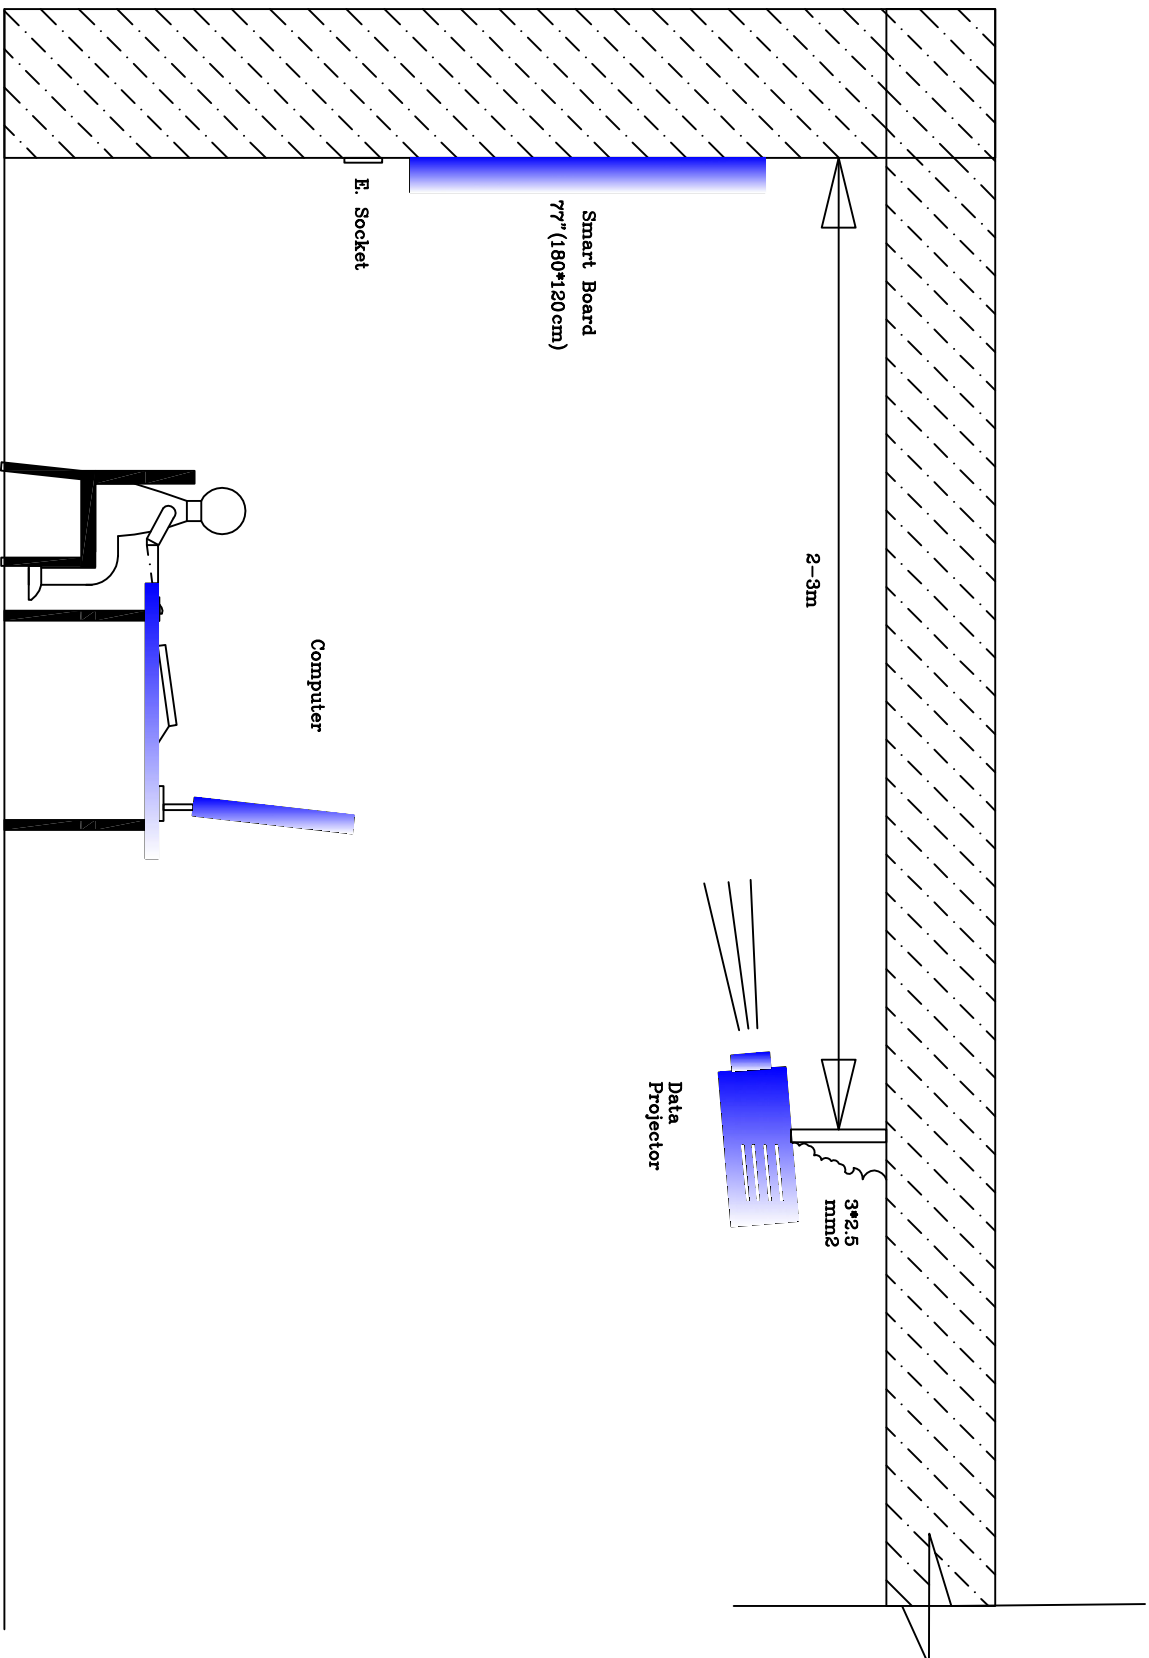 3*2.5
mm2
2-3m
Data
Projector
Smart Board
77"(180*120cm)
E. Socket
Computer